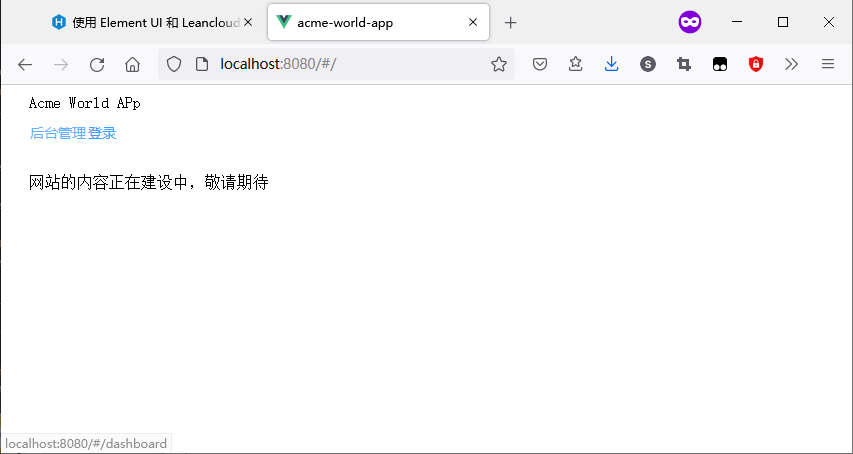 使用 Element UI 和 Leancloud
acme-world-app
localhost:8080/#/
S
Acme World APp
后台管理 登录
网站的内容正在建设中，敬请期待
localhost:8080/#/dashboard